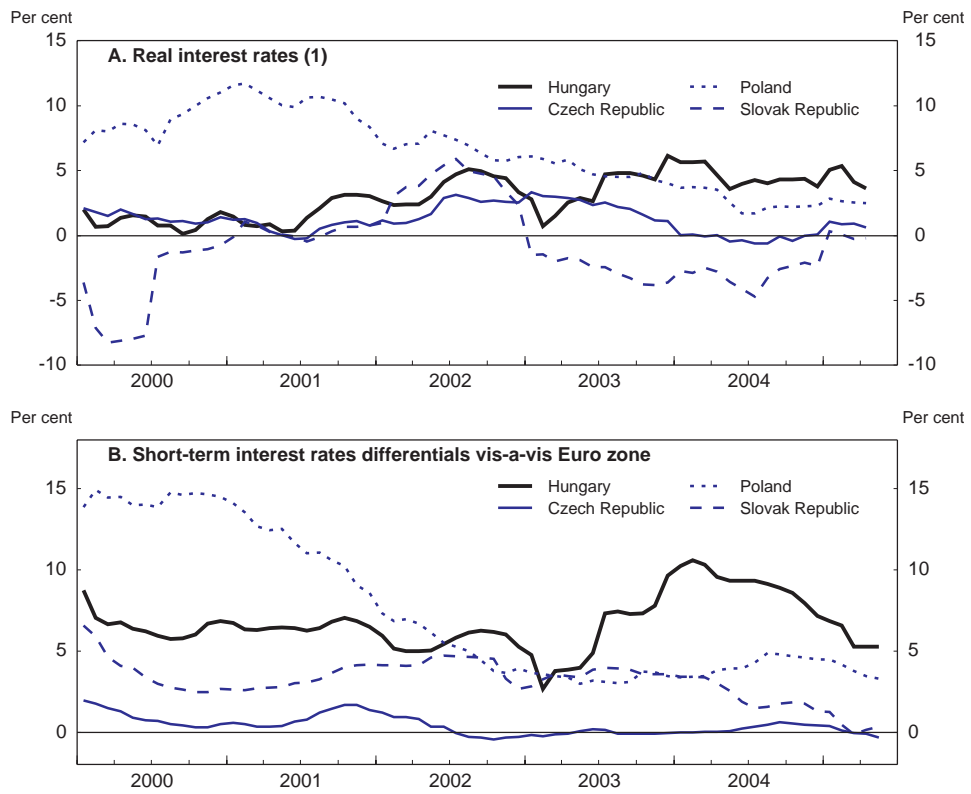 Per cent Per cent
15 15
A. Real interest rates (1)
Hungary Poland
Czech Republic Slovak Republic
10 10
5 5
0 0
-5 -5
-10 -10
2000 2001 2002 2003 2004
Per cent Per cent
B. Short-term interest rates differentials vis-a-vis Euro zone
15 15
Hungary Poland
Czech Republic Slovak Republic
10 10
5 5
0 0
2000 2001 2002 2003 2004